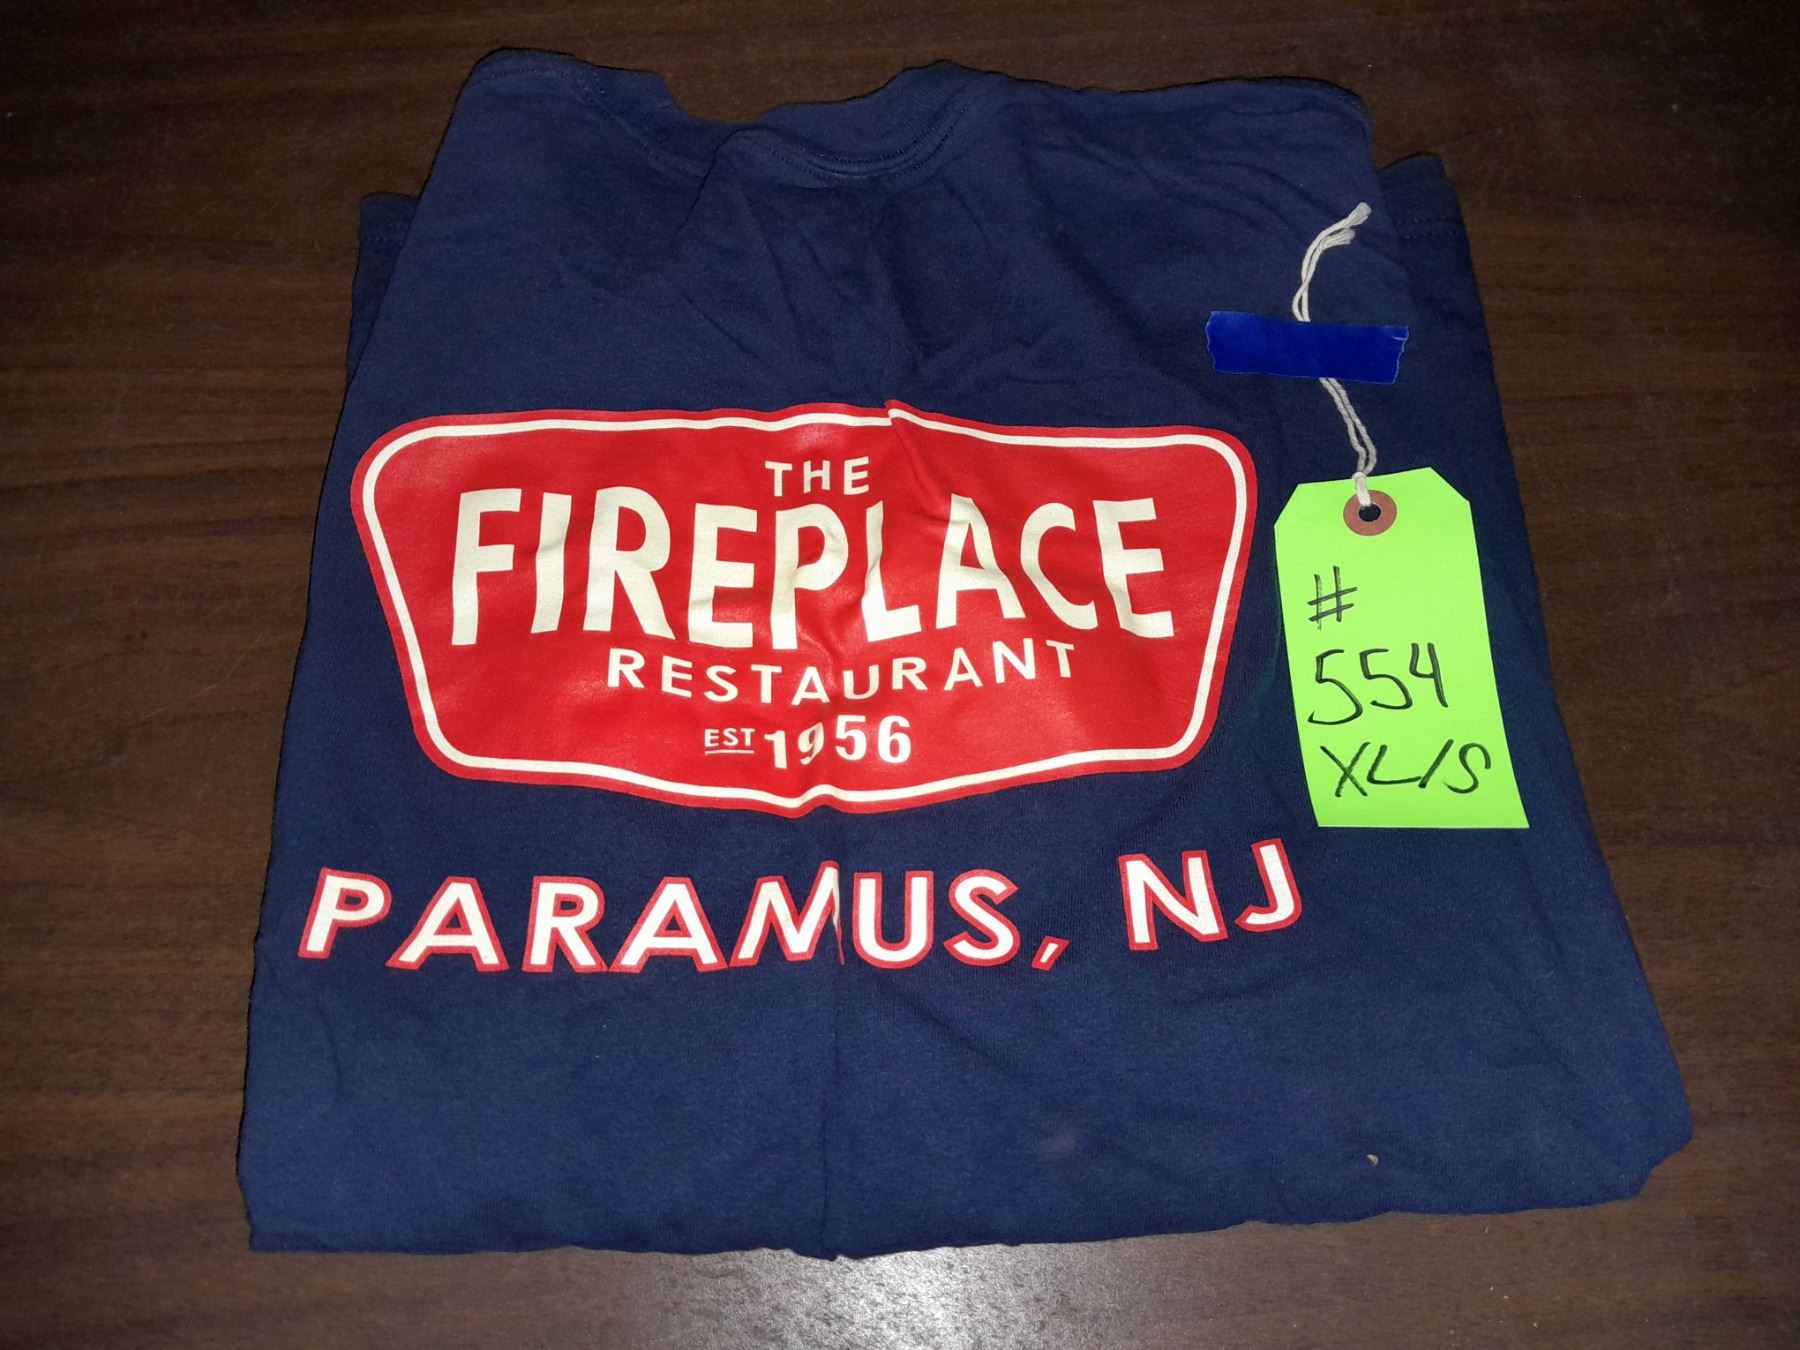 THE
FIREPLACE
RESTAURANT
EST 1956
PARAMUS, NJ
#
554
XL/S